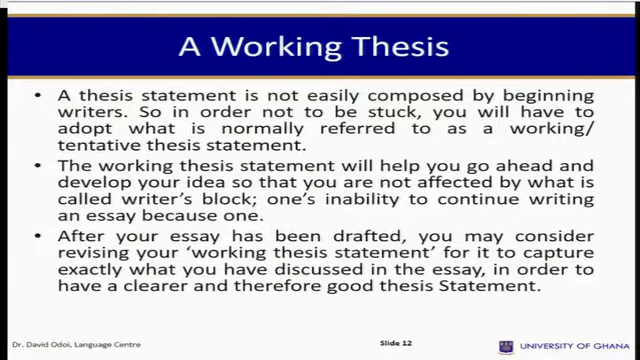 A Working Thesis
• A thesis statement is not easily composed by beginning
writers. So in order not to be stuck, you will have to
adopt what is normally referred to as a working/
tentative thesis statement.
• The working thesis statement will help you go ahead and
develop your idea so that you are not affected by what is
called writer's block; one's inability to continue writing
an essay because one.
• After your essay has been drafted, you may consider
revising your 'working thesis statement' for it to capture
exactly what you have discussed in the essay, in order to
have a clearer and therefore good thesis Statement.
Dr. David Odoi, Language Centre
Slide 12
UNIVERSITY OF GHANA